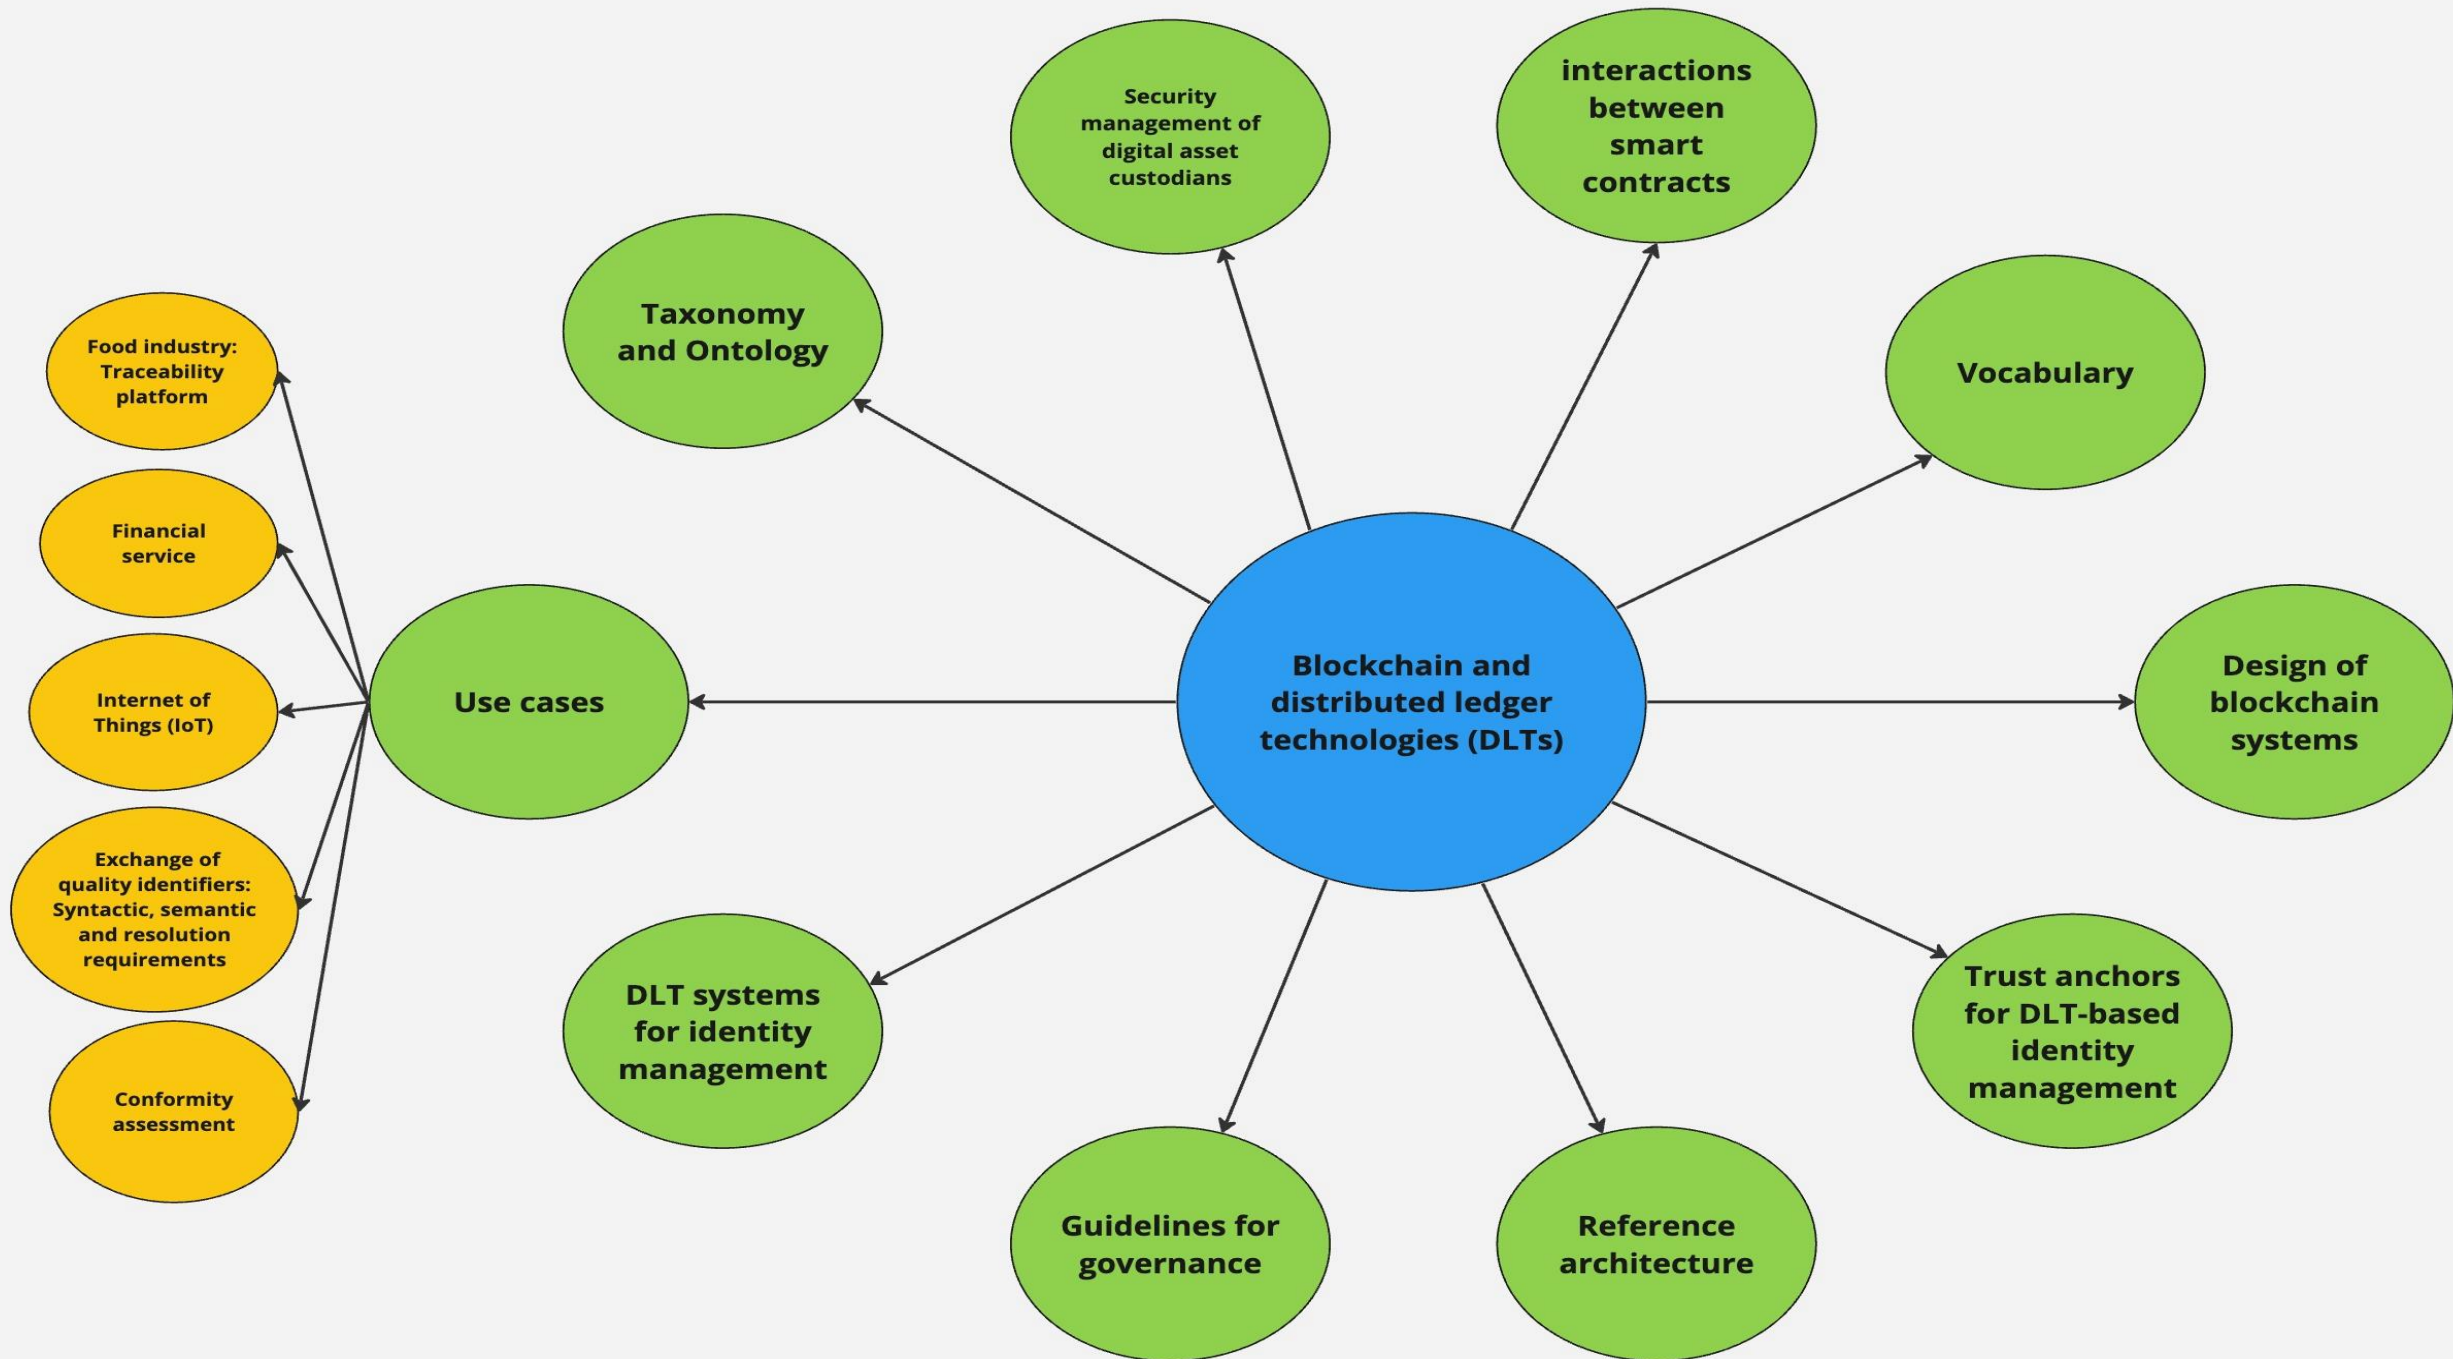 Security
management of
digital asset
custodians
interactions
between
smart
contracts
Taxonomy
and Ontology
Vocabulary
Food industry:
Traceability
platform
Financial
service
Internet of
Things (IoT)
Exchange of
quality identifiers:
Syntactic, semantic
and resolution
requirements
Conformity
assessment
Use cases
Blockchain and
distributed ledger
technologies (DLTs)
Design of
blockchain
systems
DLT systems
for identity
management
Trust anchors
for DLT-based
identity
management
Guidelines for
governance
Reference
architecture